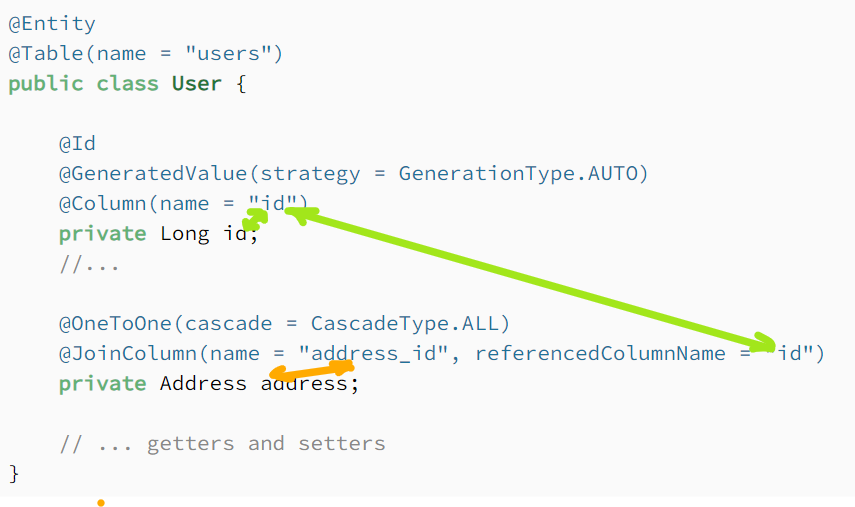 @Entity
@Table(name = "users")
public class User {
@Id
@GeneratedValue(strategy = GenerationType.AUTO)
@Column(name = "id")
private Long id;
//...
@OneToOne(cascade = CascadeType.ALL)
@JoinColumn(name = "address_id", referencedColumnName = "id")
private Address address;
// ... getters and setters
}